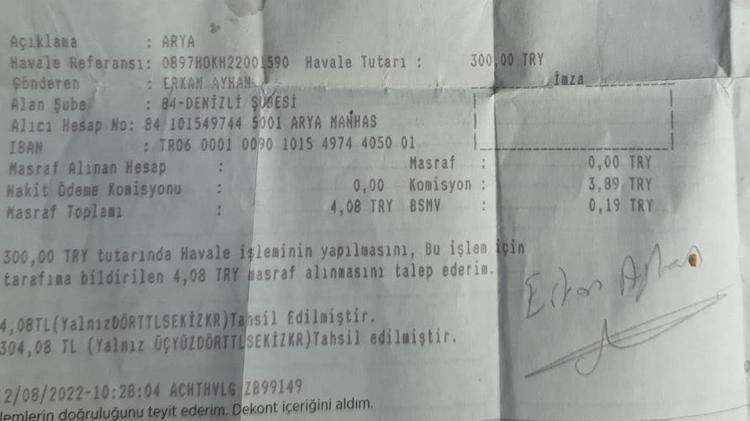 Açıklama : ARYA
Havale Referansı: 0897HOKH22001590 Havale Tutarı : 300,00 TRY
Gönderen : ERKAN AYHAN
İmza
Alan Şube : 84-DENİZLİ ŞUBESİ
Alıcı Hesap No: 84 101549744 5001 ARYA MANHAS
IBAN : TR06 0001 0090 1015 4974 4050 01
Masraf Alınan Hesap : Masraf : 0,00 TRY
Nakit Ödeme Komisyonu : 0,00 Komisyon : 3,89 TRY
Masraf Toplamı : 4,08 TRY BSMV : 0,19 TRY
300,00 TRY tutarında Havale işleminin yapılmasını, Bu işlem için
tarafıma bildirilen 4,08 TRY masraf alınmasını talep ederim.
Erkan Ayhan
4,08TL(YalnızDÖRTTLSEKİZKR)Tahsil Edilmiştir.
304,08 TL (Yalnız ÜÇYÜZDÖRTTLSEKİZKR)Tahsil edilmiştir.
2/08/2022-10:28:04 ACHTHVLG Z899149
lemlerin doğruluğunu teyit ederim. Dekont içeriğini aldım.